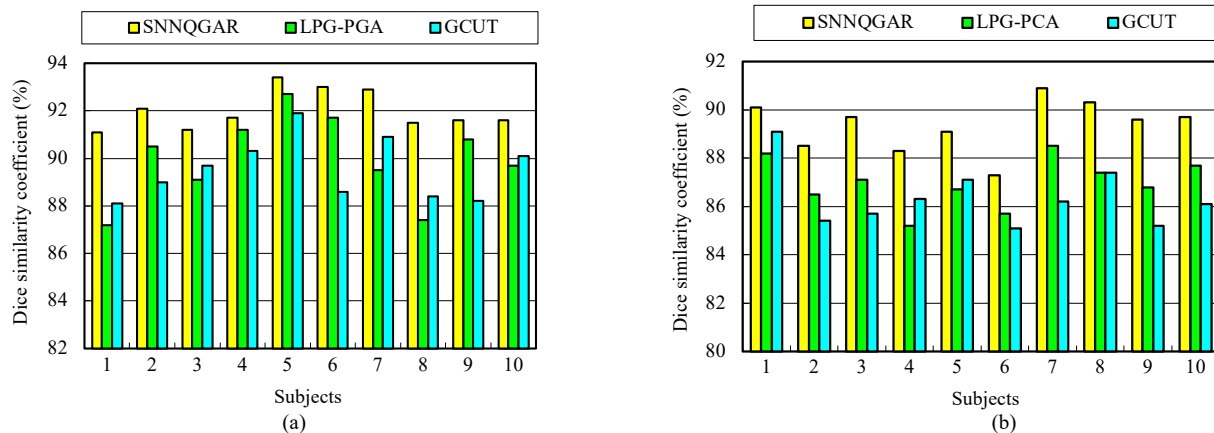 SNNQGAR LPG-PGA GCUT
Dice similarity coefficient (%)
94
92
90
88
86
84
82
1 2 3 4 5 6 7 8 9 10
Subjects
(a)
SNNQGAR LPG-PCA GCUT
Dice similarity coefficient (%)
92
90
88
86
84
82
80
1 2 3 4 5 6 7 8 9 10
Subjects
(b)